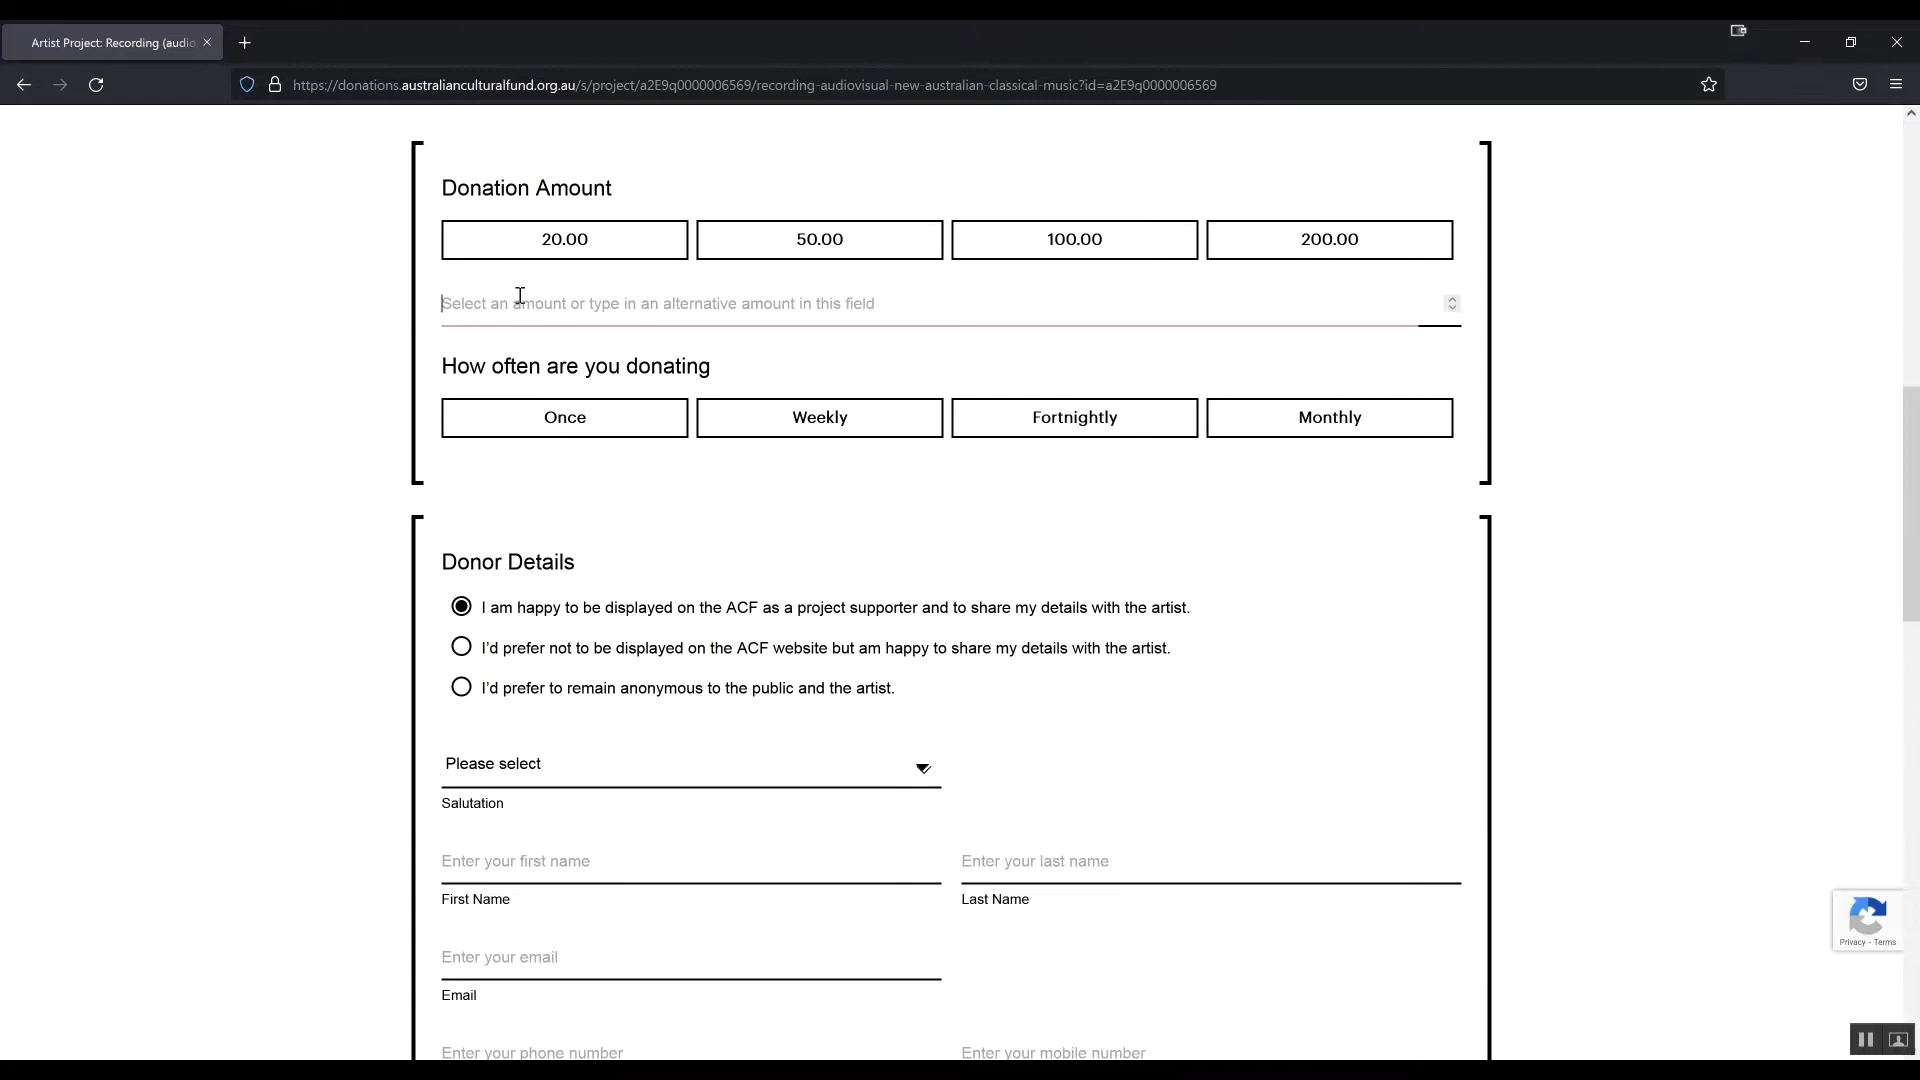 Artist Project: Recording (audio
https://donations.australianculturalfund.org.au/s/project/a2E9q0000006569/recording-audiovisual-new-australian-classical-music?id=a2E9q0000006569
Donation Amount
20.00 50.00 100.00 200.00
Select an amount or type in an alternative amount in this field
How often are you donating
Once Weekly Fortnightly Monthly
Donor Details
I am happy to be displayed on the ACF as a project supporter and to share my details with the artist.
I'd prefer not to be displayed on the ACF website but am happy to share my details with the artist.
I'd prefer to remain anonymous to the public and the artist.
Please select
Salutation
Enter your first name Enter your last name
First Name Last Name
Privacy - Terms
Enter your email
Email
Enter your phone number Enter your mobile number